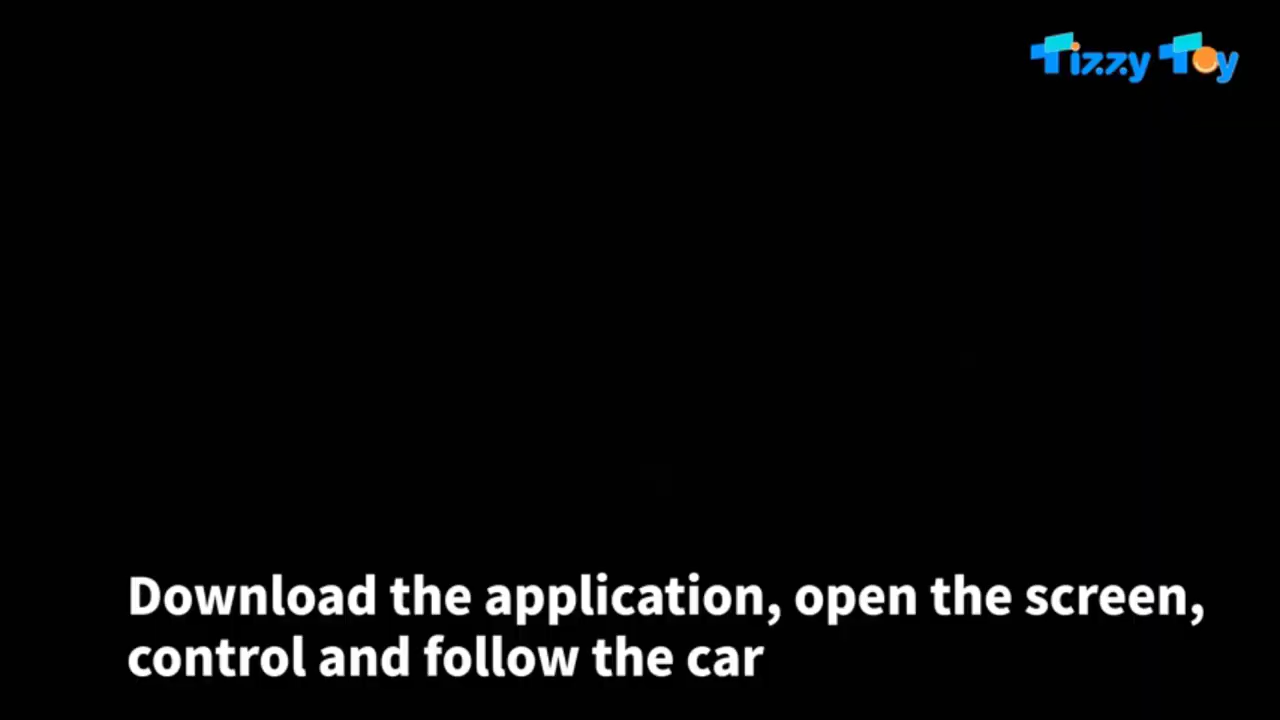 Tizzy Toy
Download the application, open the screen,
control and follow the car